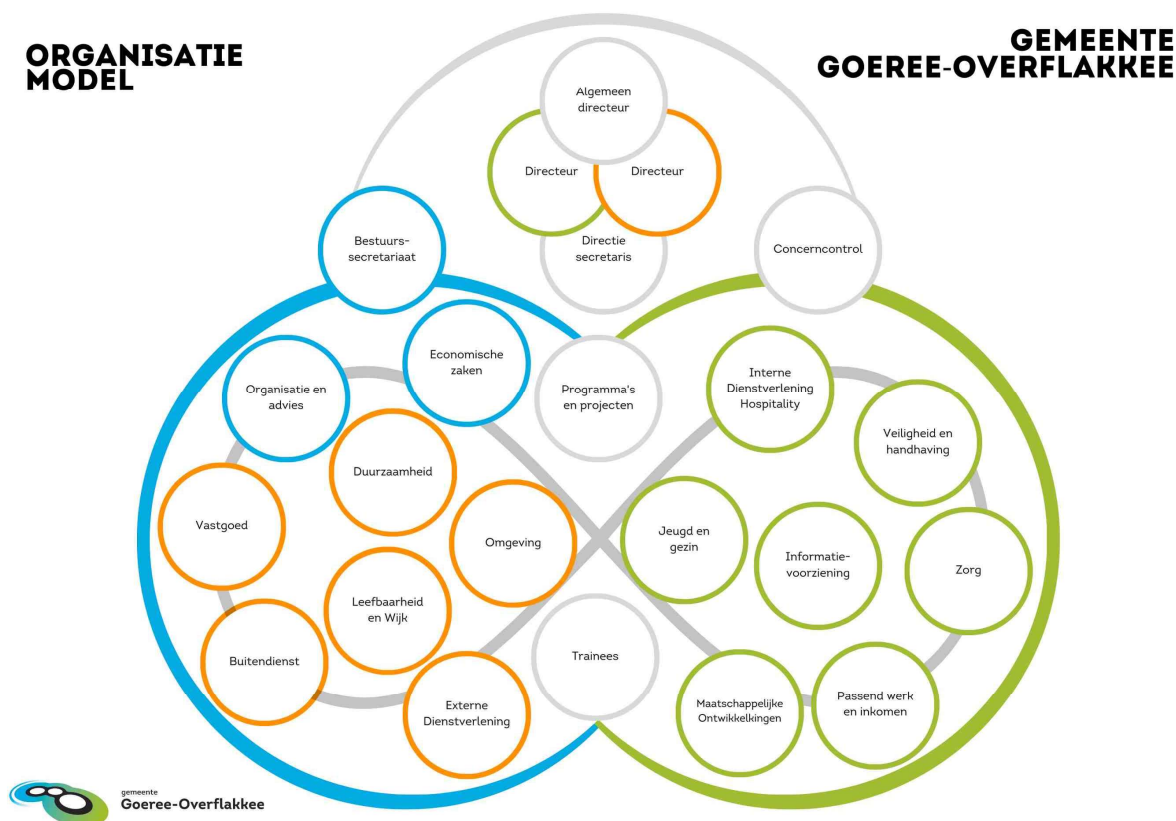 ORGANISATIE
MODEL
GEMEENTE
GOEREE-OVERFLAKKEE
Algemeen
directeur
Directeur
Directeur
Directie
secretaris
Bestuurs-
secretariaat
Concerncontrol
Economische
zaken
Organisatie en
advies
Programma's
en projecten
Interne
Dienstverlening
Hospitality
Veiligheid en
handhaving
Duurzaamheid
Vastgoed
Omgeving
Jeugd en
gezin
Informatie-
voorziening
Zorg
Leefbaarheid
en Wijk
Buitendienst
Trainees
Externe
Dienstverlening
Maatschappelijke
Ontwikkelkingen
Passend werk
en inkomen
gemeente
Goeree-Overflakkee